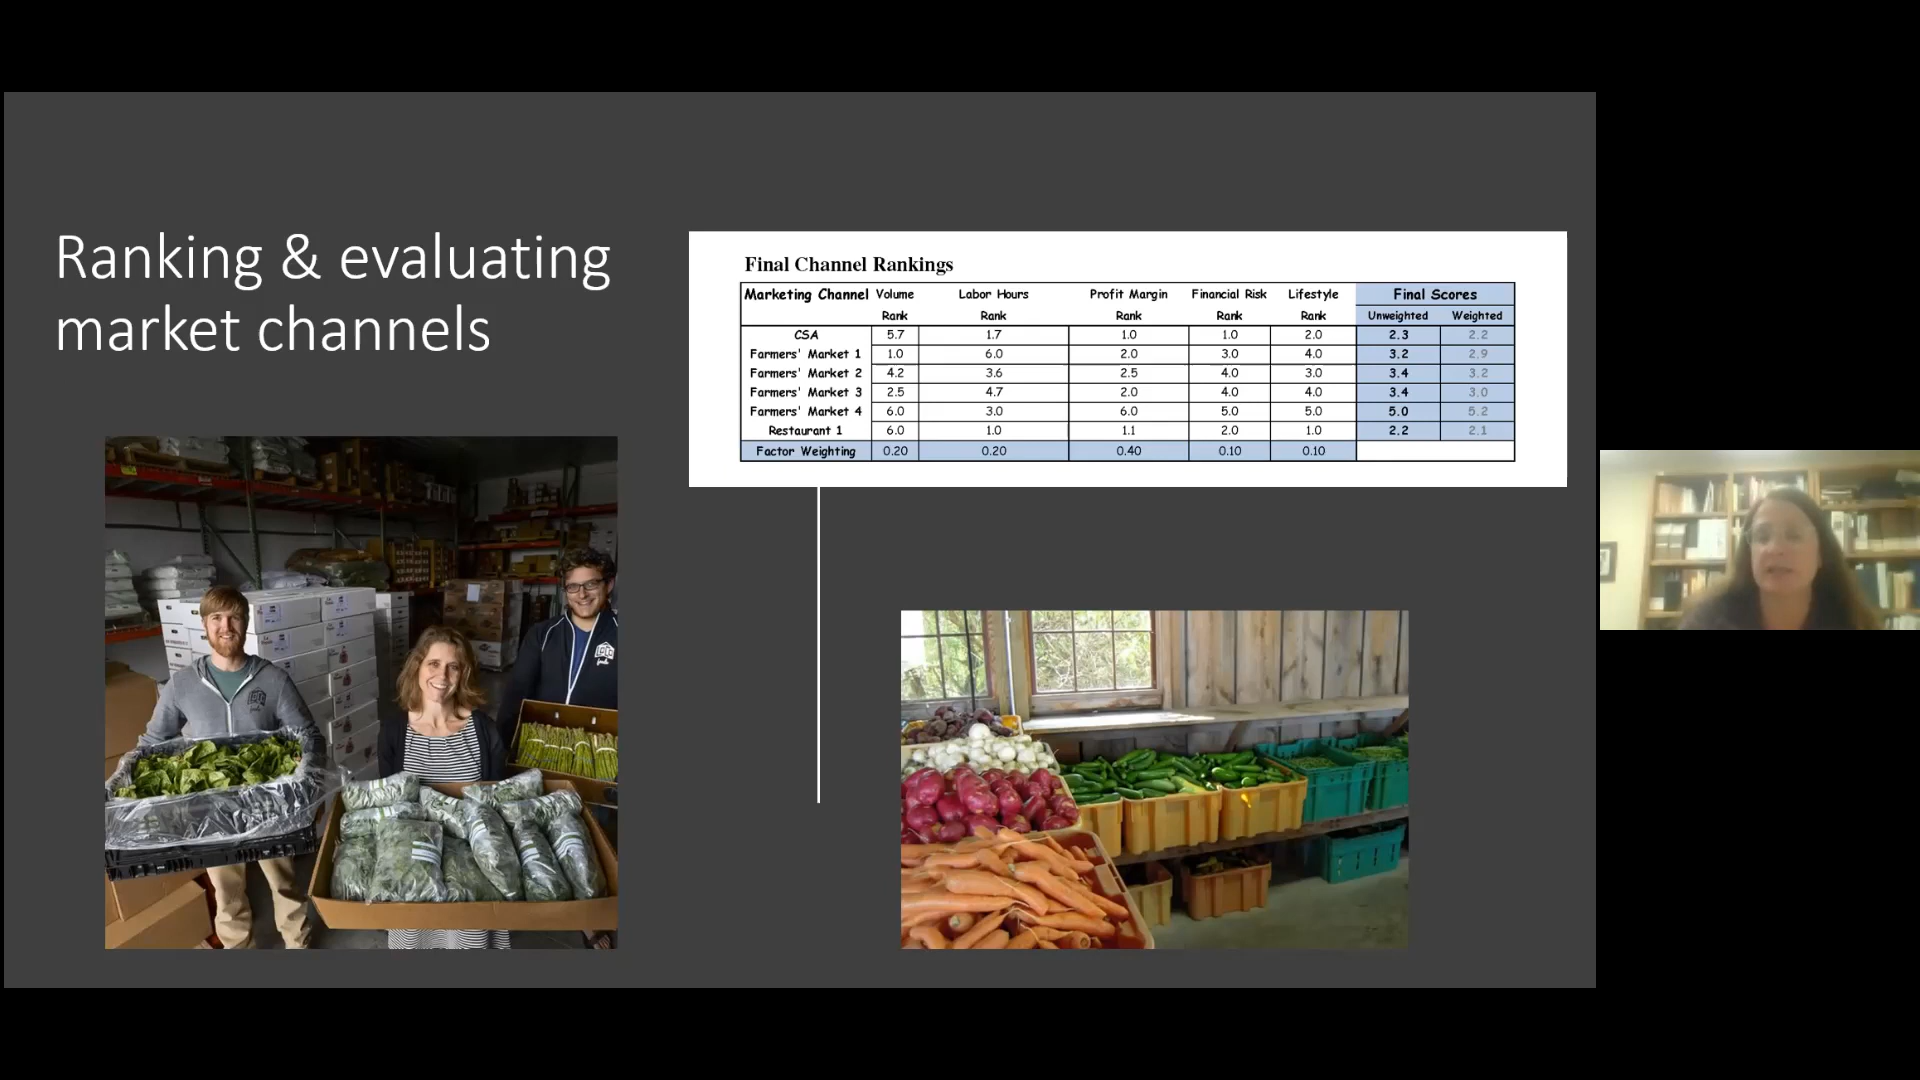 Ranking & evaluating
market channels
Final Channel Rankings
Marketing Channel Volume Labor Hours Profit Margin Financial Risk Lifestyle Final Scores
Rank Rank Rank Rank Rank Unweighted Weighted
CSA 5.7 1.7 1.0 1.0 2.0 2.3 2.2
Farmers' Market 1 1.0 6.0 2.0 3.0 4.0 3.2 2.9
Farmers' Market 2 4.2 3.6 2.5 4.0 3.0 3.4 3.2
Farmers' Market 3 2.5 4.7 2.0 4.0 4.0 3.4 3.0
Farmers' Market 4 6.0 3.0 6.0 5.0 5.0 5.0 5.2
Restaurant 1 6.0 1.0 1.1 2.0 1.0 2.2 2.1
Factor Weighting 0.20 0.20 0.40 0.10 0.10